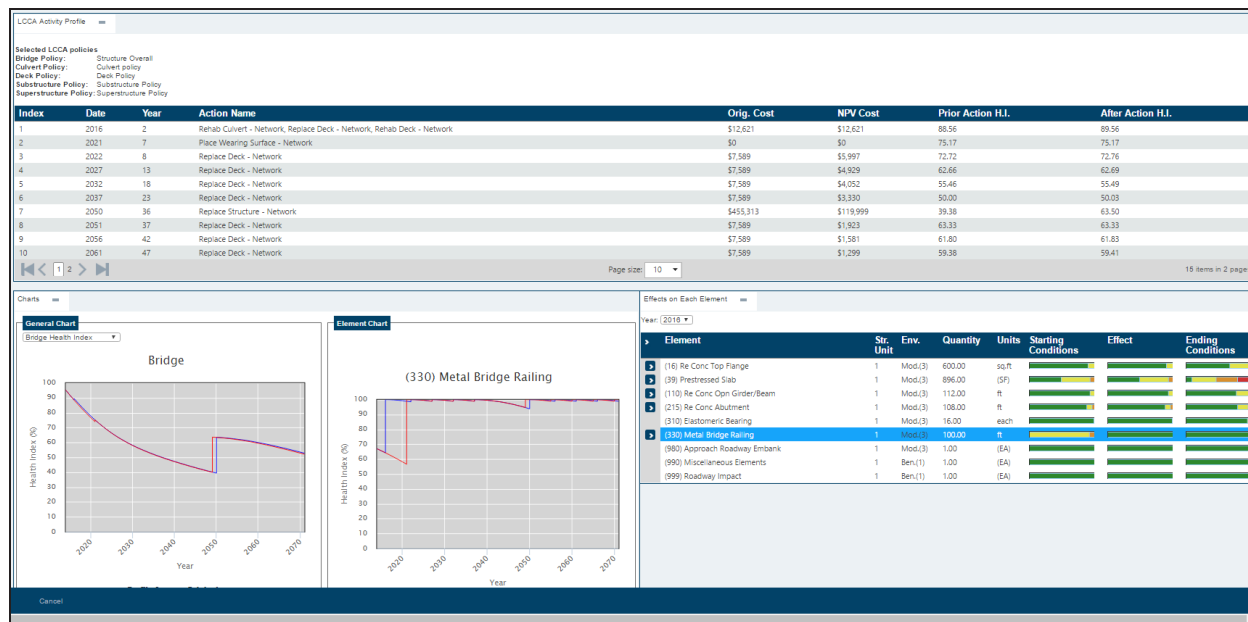 LCCA Activity Profile
Selected LCCA policies
Bridge Policy: Structure Overall
Culvert Policy: Culvert policy
Deck Policy: Deck Policy
Substructure Policy: Substructure Policy
Superstructure Policy: Superstructure Policy
Index Date Year Action Name Orig. Cost NPV Cost Prior Action H.I. After Action H.I.
1 2016 2 Rehab Culvert - Network, Replace Deck - Network, Rehab Deck - Network $12,621 $12,621 88.56 89.56
2 2021 7 Place Wearing Surface - Network $0 $0 75.17 75.17
3 2022 8 Replace Deck - Network $7,589 $5,997 72.72 72.76
4 2027 13 Replace Deck - Network $7,589 $4,929 62.66 62.69
5 2032 18 Replace Deck - Network $7,589 $4,052 55.46 55.49
6 2037 23 Replace Deck - Network $7,589 $3,330 50.00 50.03
7 2050 36 Replace Structure - Network $455,313 $119,999 39.38 63.50
8 2051 37 Replace Deck - Network $7,589 $1,923 63.33 63.33
9 2056 42 Replace Deck - Network $7,589 $1,581 61.80 61.83
10 2061 47 Replace Deck - Network $7,589 $1,299 59.38 59.41
1 2 Page size: 10 15 items in 2 page
Charts
General Chart
Bridge Health Index
Bridge
100
90
80
70
60
50
40
30
20
10
0
Health Index (%)
2020 2030 2040 2050 2060 2070
Year
Element Chart
(330) Metal Bridge Railing
100
90
80
70
60
50
40
30
20
10
0
Health Index (%)
2020 2030 2040 2050 2060 2070
Year
Effects on Each Element
Year: 2016
Element Str. Unit Env. Quantity Units Starting Conditions Effect Ending Conditions
(16) Re Conc Top Flange 1 Mod.(3) 600.00 sq.ft
(39) Prestressed Slab 1 Mod.(3) 896.00 (SF)
(110) Re Conc Opn Girder/Beam 1 Mod.(3) 112.00 ft
(215) Re Conc Abutment 1 Mod.(3) 108.00 ft
(310) Elastomeric Bearing 1 Mod.(3) 16.00 each
(330) Metal Bridge Railing 1 Mod.(3) 100.00 ft
(980) Approach Roadway Embank 1 Mod.(3) 1.00 (EA)
(990) Miscellaneous Elements 1 Ben.(1) 1.00 (EA)
(999) Roadway Impact 1 Ben.(1) 1.00 (EA)
Cancel